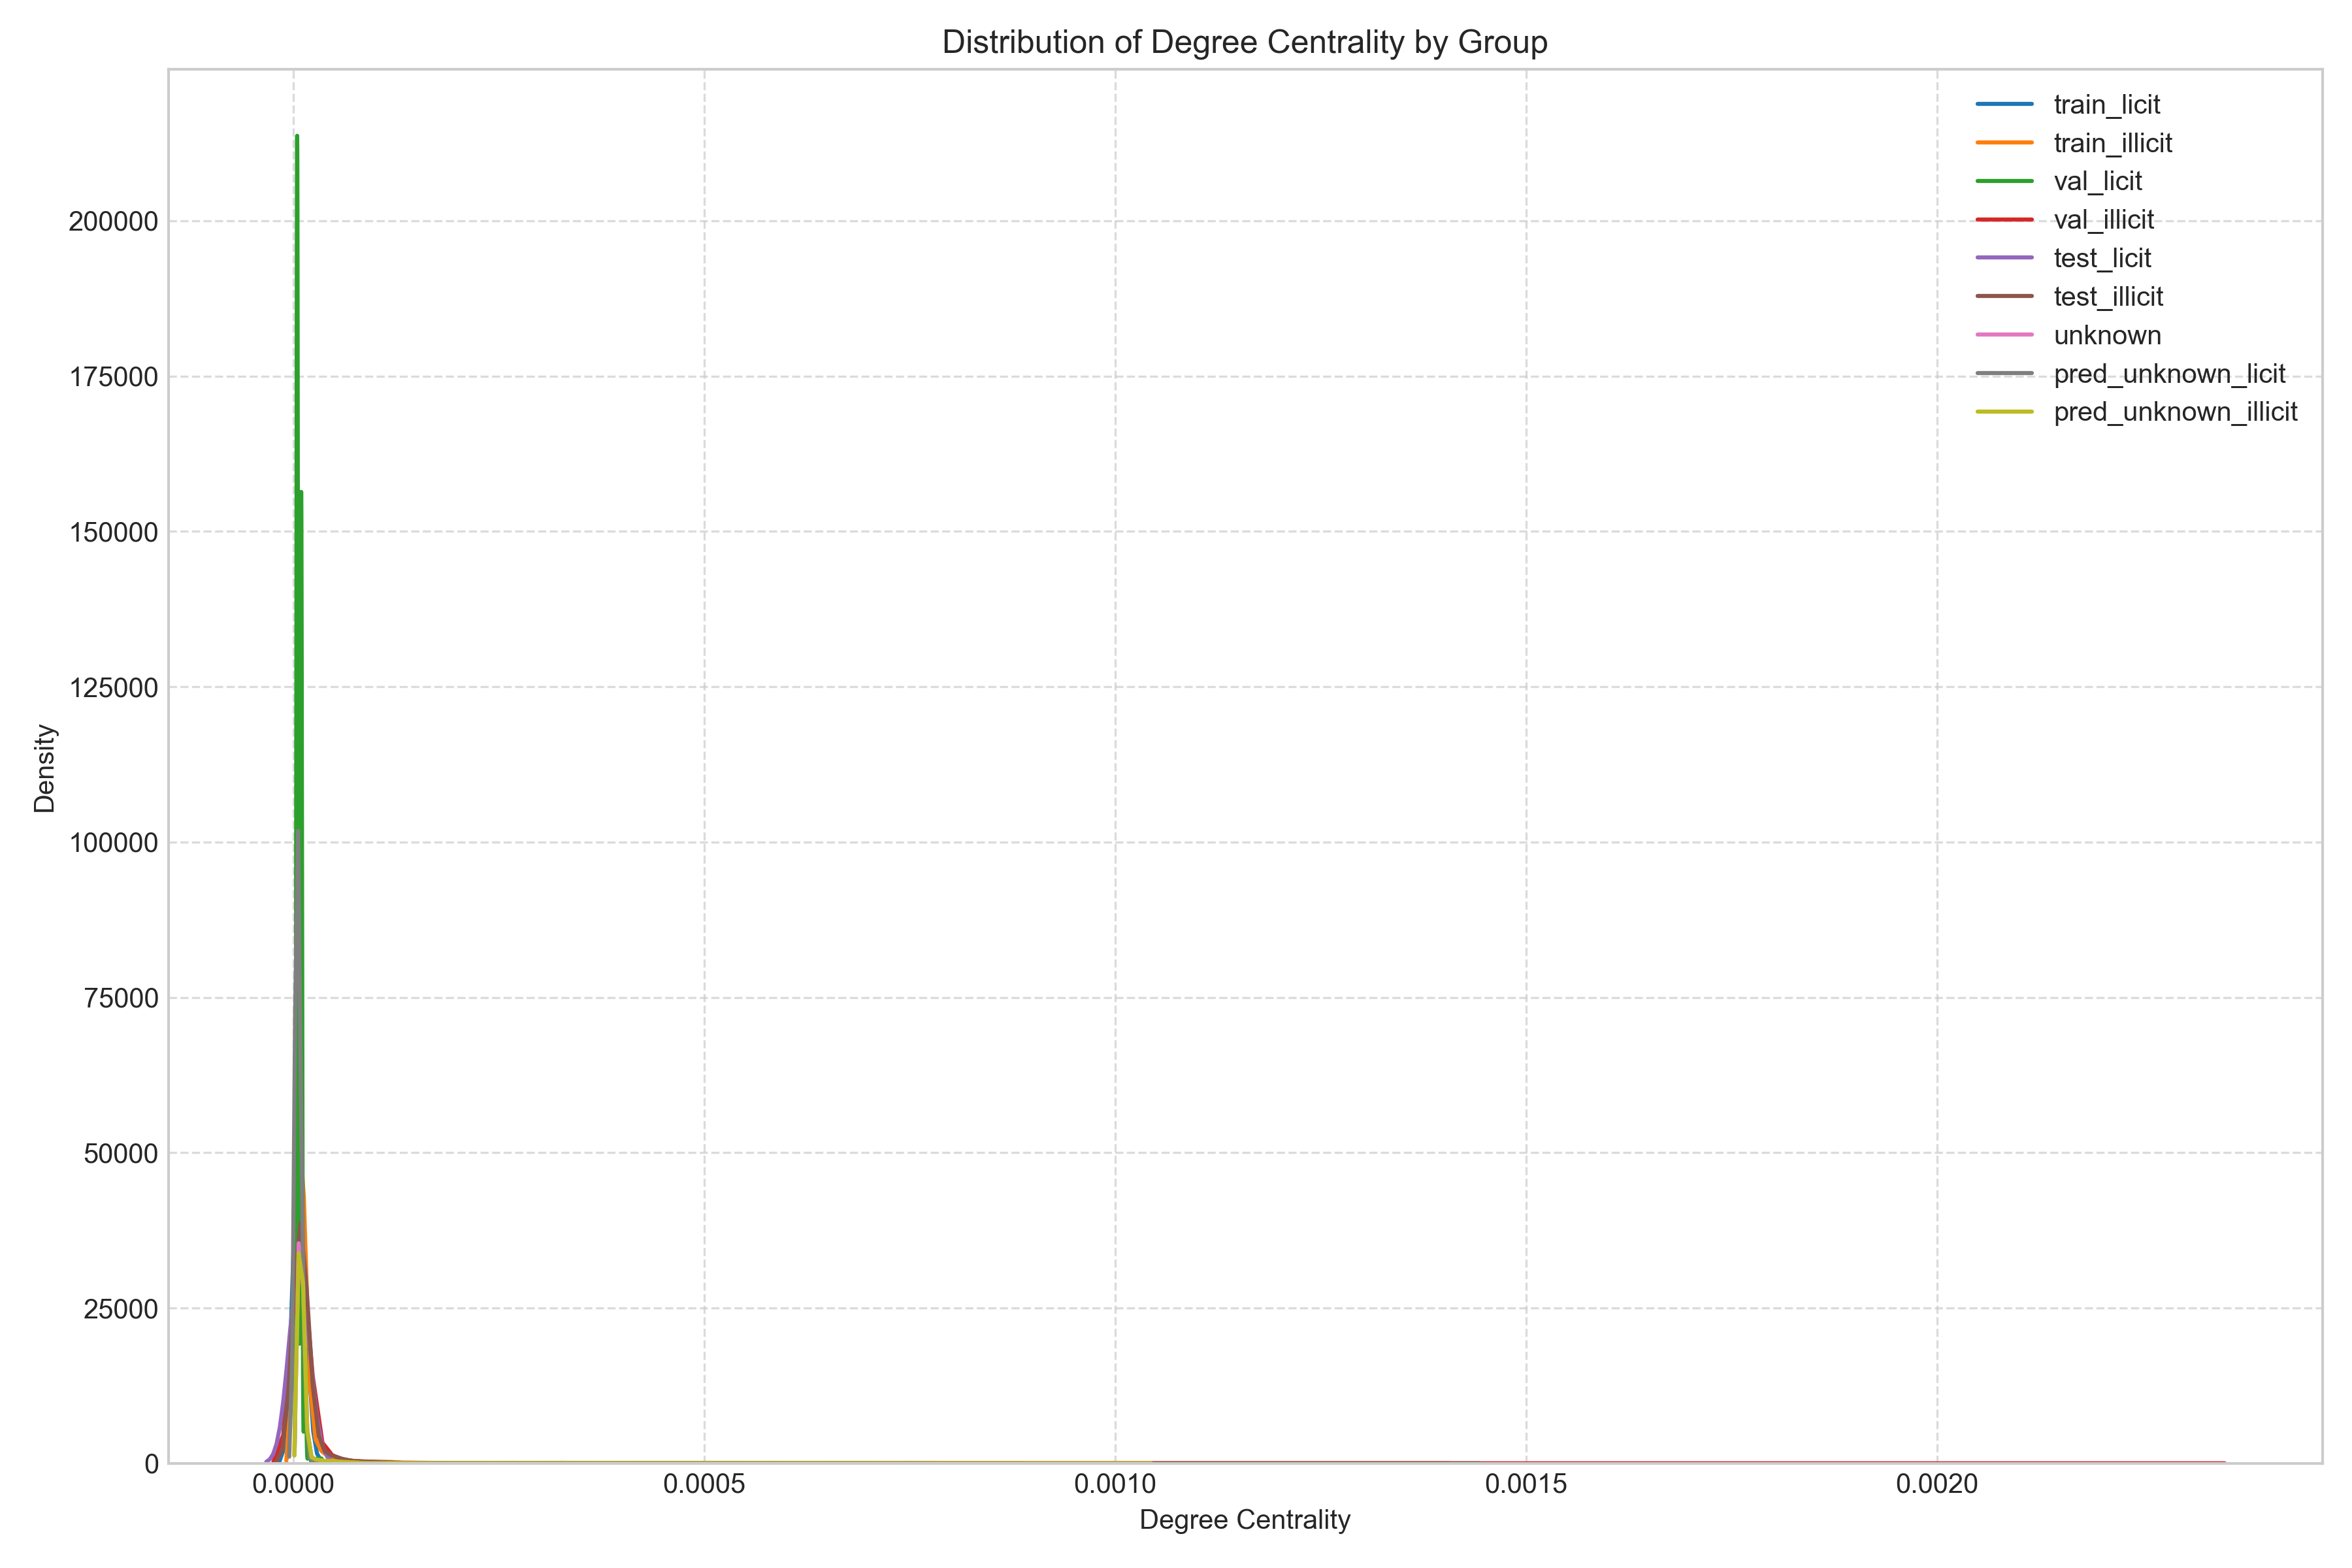 Distribution of Degree Centrality by Group
train_licit
train_illicit
val_licit
val_illicit
test_licit
test_illicit
unknown
pred_unknown_licit
pred_unknown_illicit
200000
175000
150000
125000
100000
75000
50000
25000
0
Density
0.0000 0.0005 0.0010 0.0015 0.0020
Degree Centrality